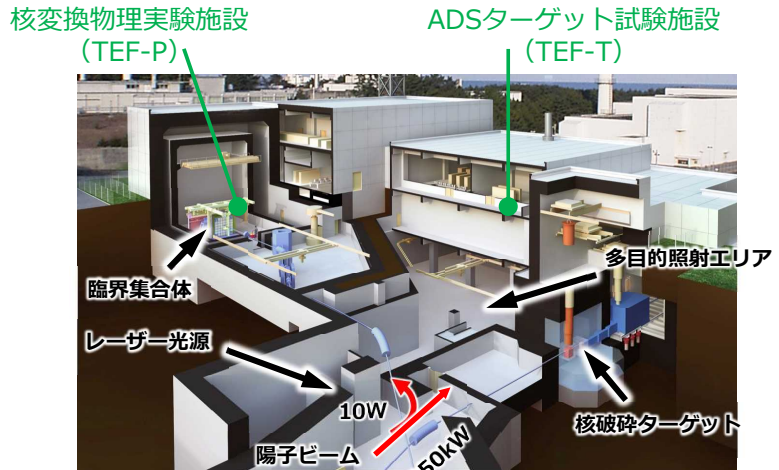 核変換物理実験施設
（TEF-P）
ADSターゲット試験施設
（TEF-T）
多目的照射エリア
臨界集合体
レーザー光源
10W
核破砕ターゲット
陽子ビーム
50kW